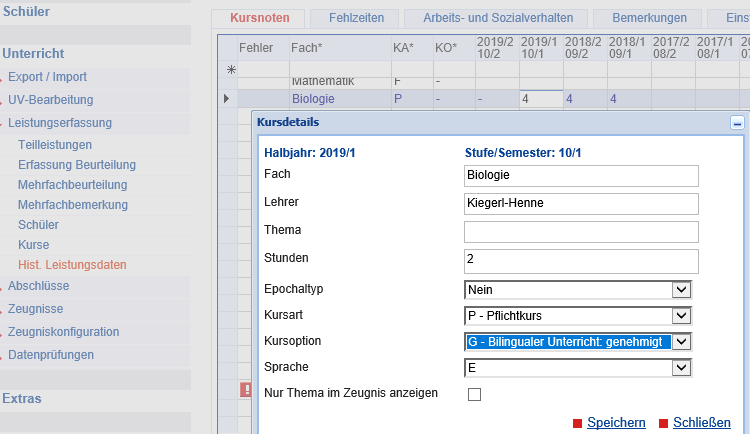 Schüler
Unterricht
Export / Import
UV-Bearbeitung
Leistungserfassung
Teilleistungen
Erfassung Beurteilung
Mehrfachbeurteilung
Mehrfachbemerkung
Schüler
Kurse
Hist. Leistungsdaten
Abschlüsse
Zeugnisse
Zeugniskonfiguration
Datenprüfungen
Extras
Kursnoten Fehlzeiten Arbeits- und Sozialverhalten Bemerkungen Eins
Fehler Fach* KA* KO* 2019/2 10/2 2019/1 10/1 2018/2 09/2 2018/1 09/1 2017/2 08/2 2017/1 08/1 20 07
Mathematik F -
Biologie P - - 4 4 4
Kursdetails
Halbjahr: 2019/1 Stufe/Semester: 10/1
Fach Biologie
Lehrer Kiegerl-Henne
Thema
Stunden 2
Epochaltyp Nein
Kursart P - Pflichtkurs
Kursoption G - Bilingualer Unterricht: genehmigt
Sprache E
Nur Thema im Zeugnis anzeigen
Speichern Schließen